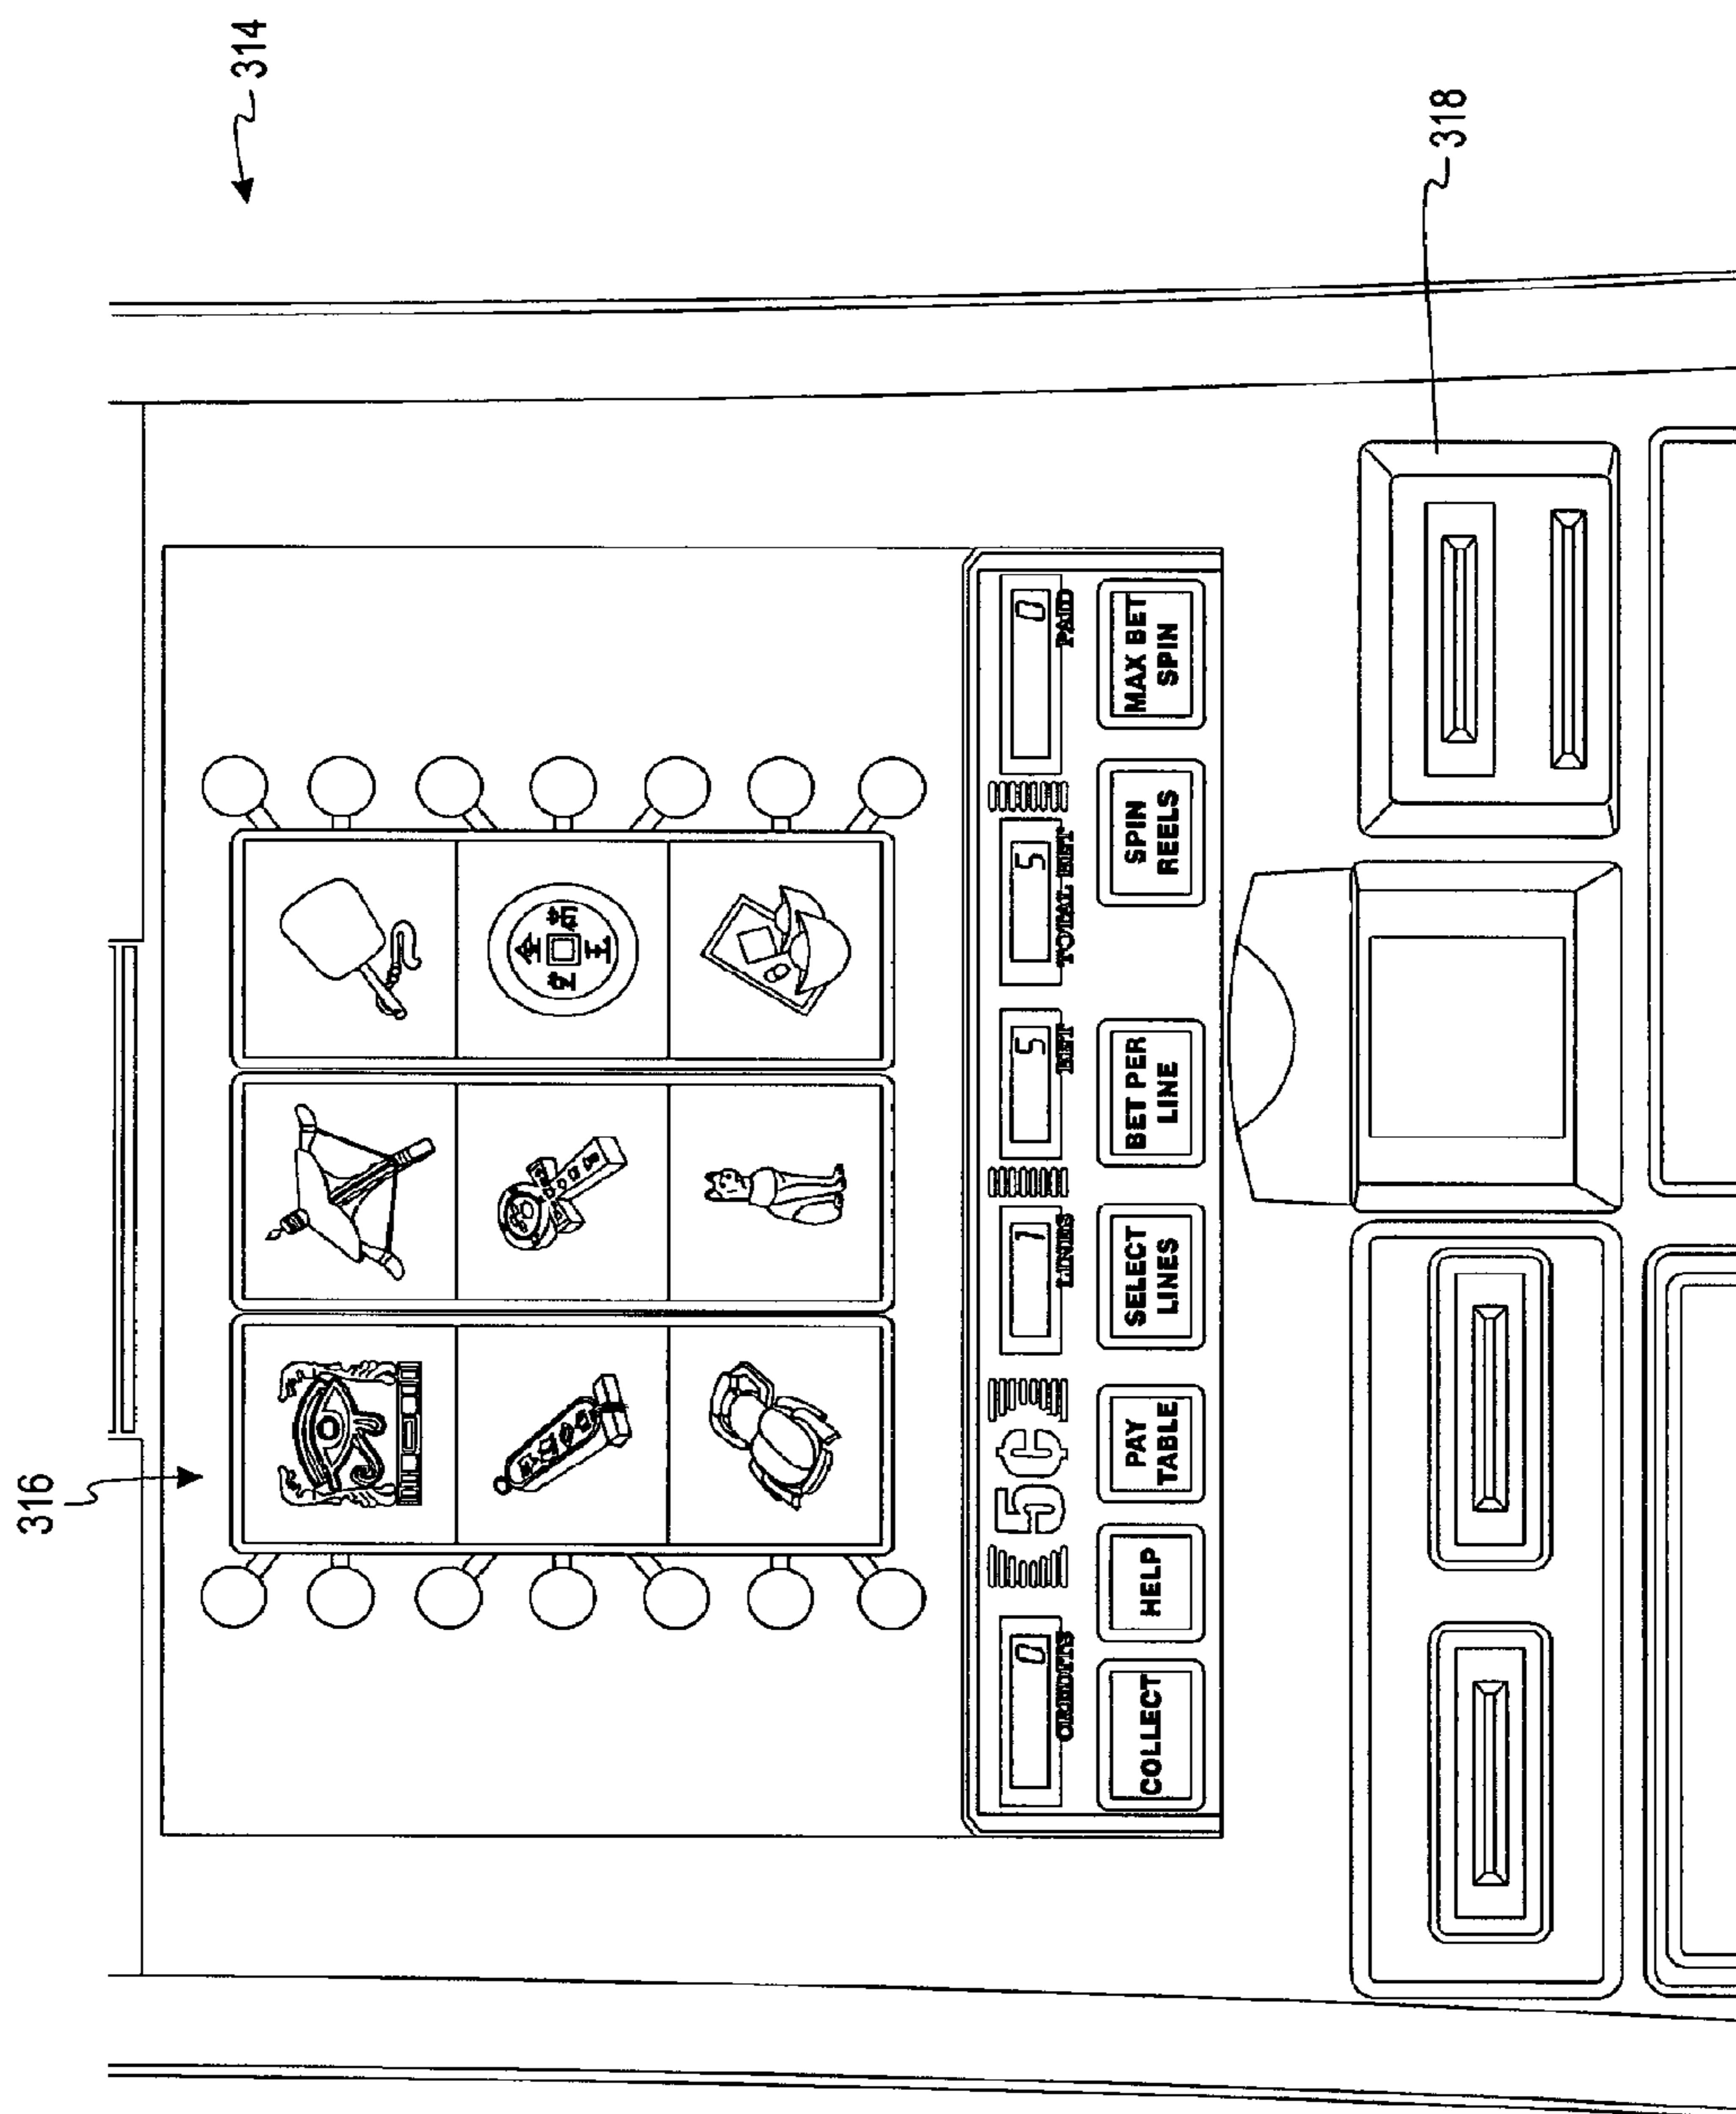 316
314
0
5¢
1
5
5
0
CREDITS
LINES
BET
TOTAL BET
PAID
COLLECT
HELP
PAY
TABLE
SELECT
LINES
BET PER
LINE
SPIN
REELS
MAX BET
SPIN
318